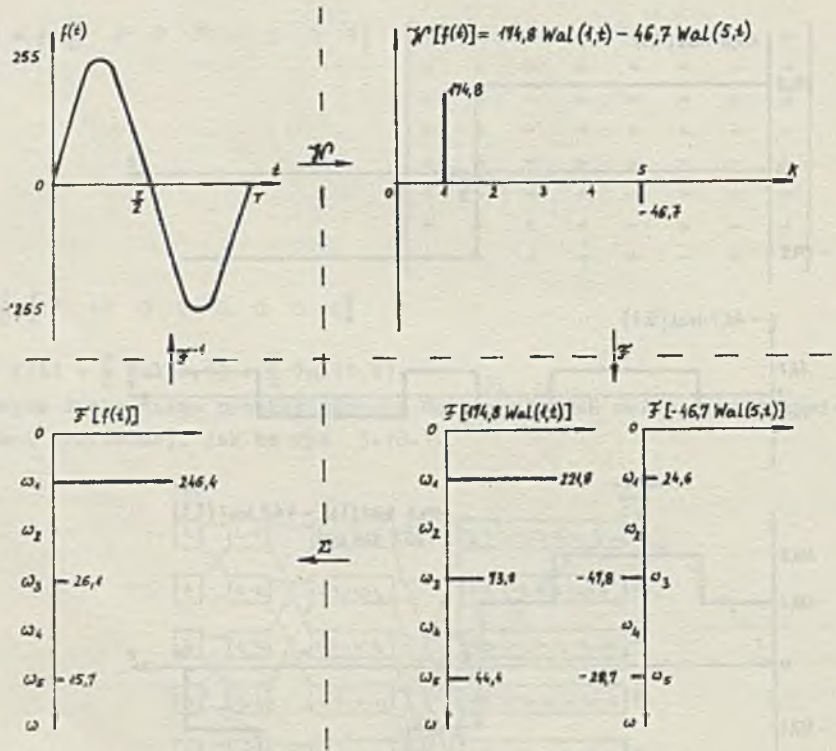 f(t)
255
0
T/2
T
t
-255
𝒲
𝒲[f(t)] = 174,8 Wal(1,t) - 46,7 Wal(5,t)
174,8
0
1
2
3
4
5
K
-46,7
ℱ⁻¹
ℱ
ℱ[f(t)]
0
ω₁
246,4
ω₂
ω₃
26,1
ω₄
ω₅
15,7
ω
Σ
ℱ[174,8 Wal(1,t)]
0
ω₁
221,8
ω₂
ω₃
73,9
ω₄
ω₅
44,4
ω
ℱ[-46,7 Wal(5,t)]
0
ω₁
24,6
ω₂
-47,8
ω₃
ω₄
-28,7
ω₅
ω